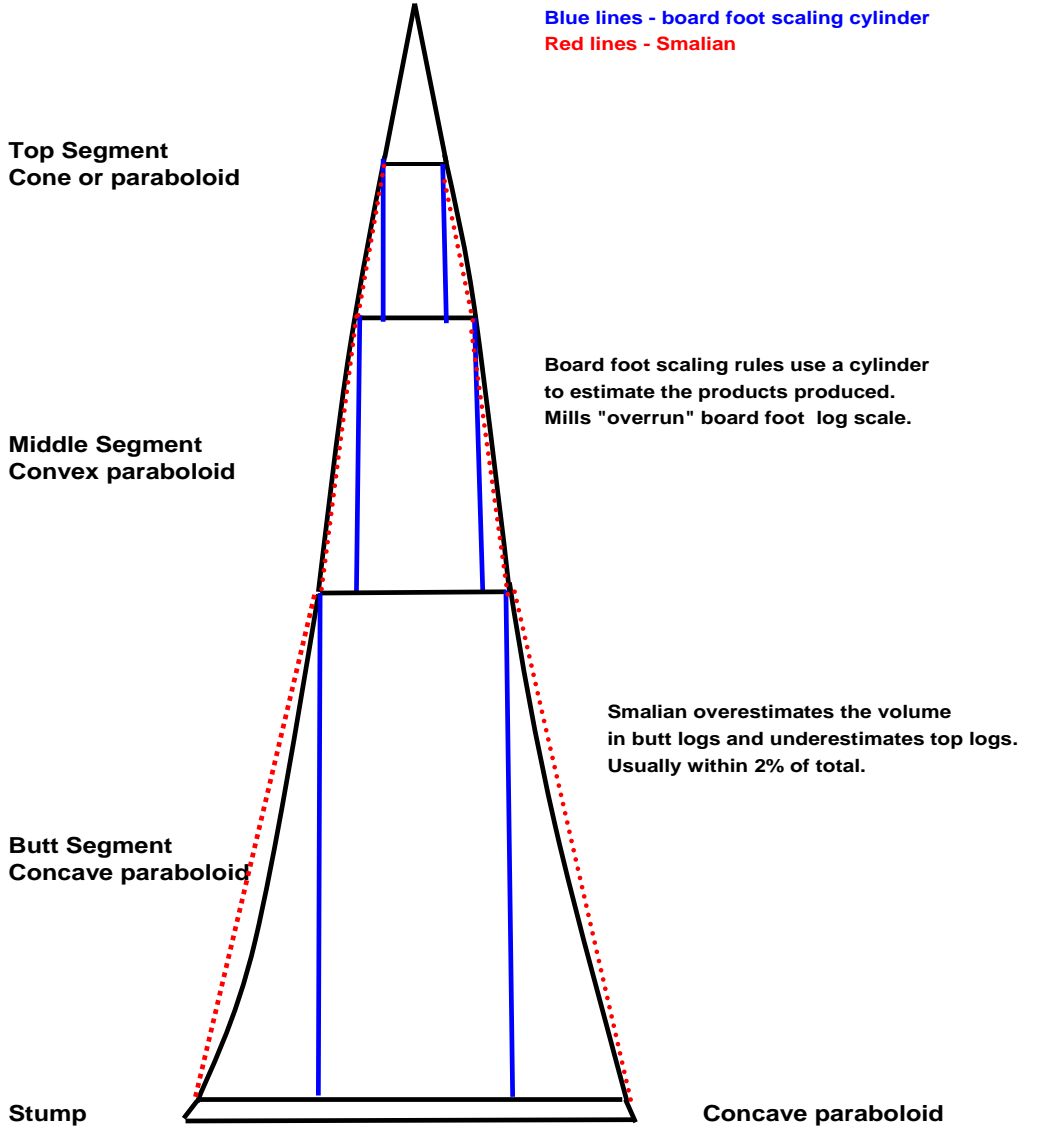 Blue lines - board foot scaling cylinder
Red lines - Smalian
Top Segment
Cone or paraboloid
Board foot scaling rules use a cylinder
to estimate the products produced.
Mills "overrun" board foot log scale.
Middle Segment
Convex paraboloid
Smalian overestimates the volume
in butt logs and underestimates top logs.
Usually within 2% of total.
Butt Segment
Concave paraboloid
Stump
Concave paraboloid